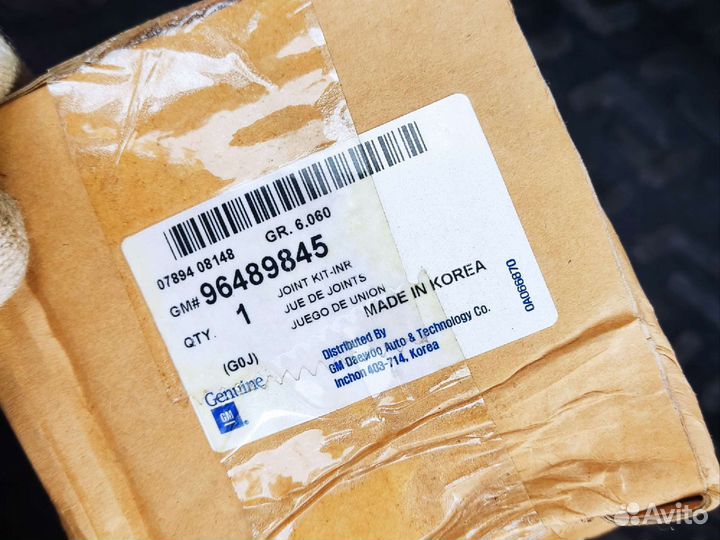 07894 08148 GR. 6.060
GM# 96489845
QTY. 1 JOINT KIT-INR
JUE DE JOINTS
JUEGO DE UNION
MADE IN KOREA
(G0J)
Genuine
GM
®
Distributed By
GM Daewoo Auto & Technology Co.
Inchon 403-714, Korea
0A066870
Avito